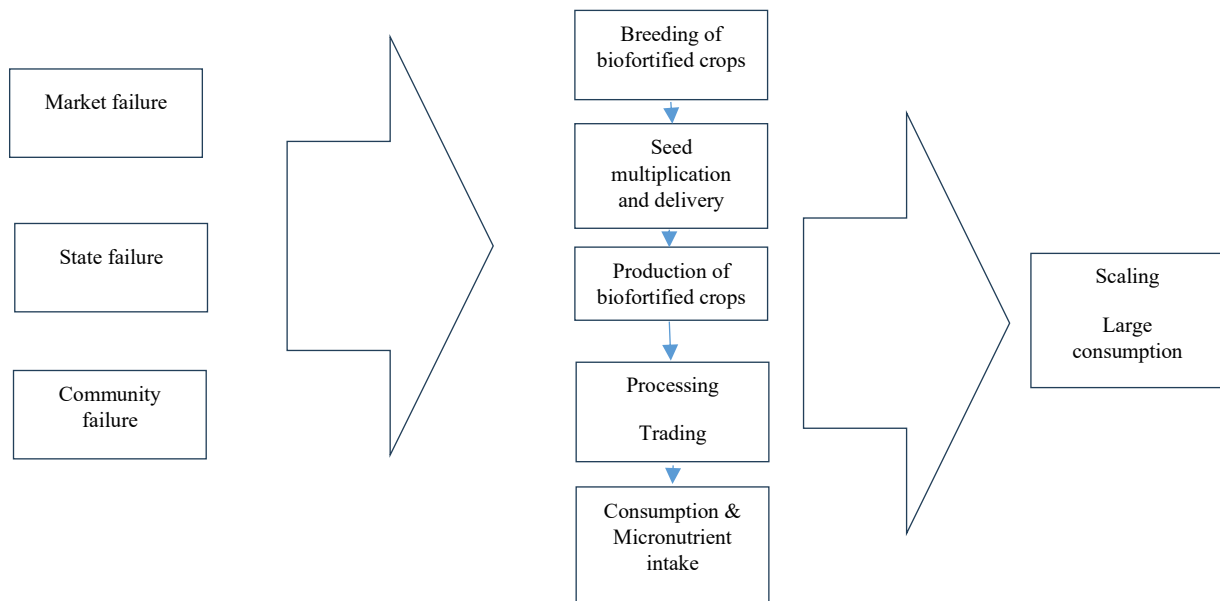 Market failure
State failure
Community
failure
Breeding of
biofortified crops
Seed
multiplication
and delivery
Production of
biofortified crops
Processing
Trading
Consumption &
Micronutrient
intake
Scaling
Large
consumption